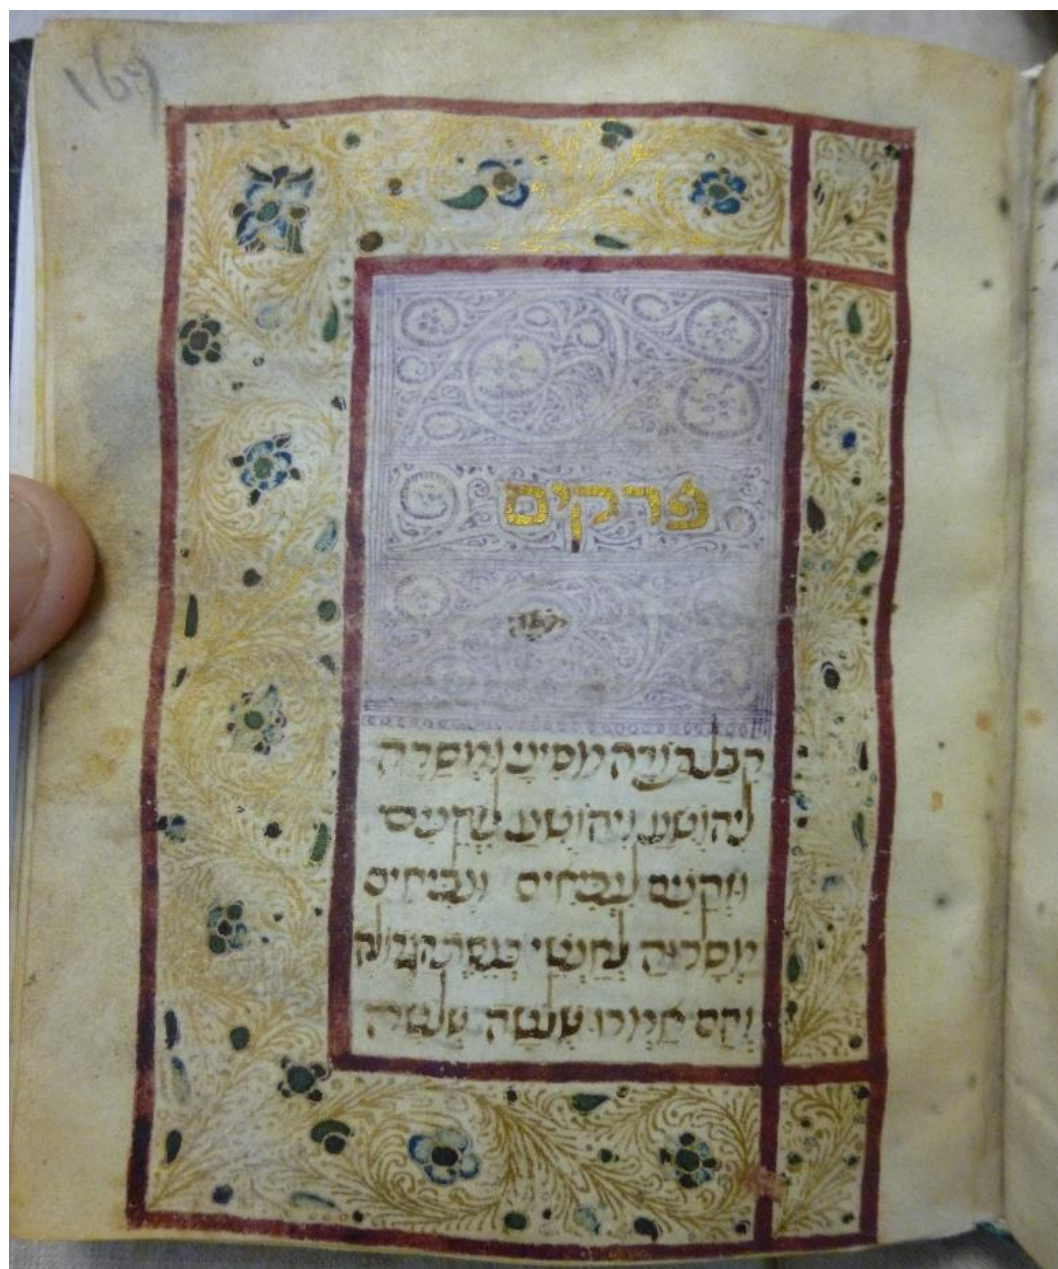 169
פרקים
משה
קבל תורה מסיני ומסרה
ליהושע ויהושע לזקנים
וזקנים לנביאים ונביאים
מסרוה לאנשי כנסת הגדולה
והם אמרו שלשה